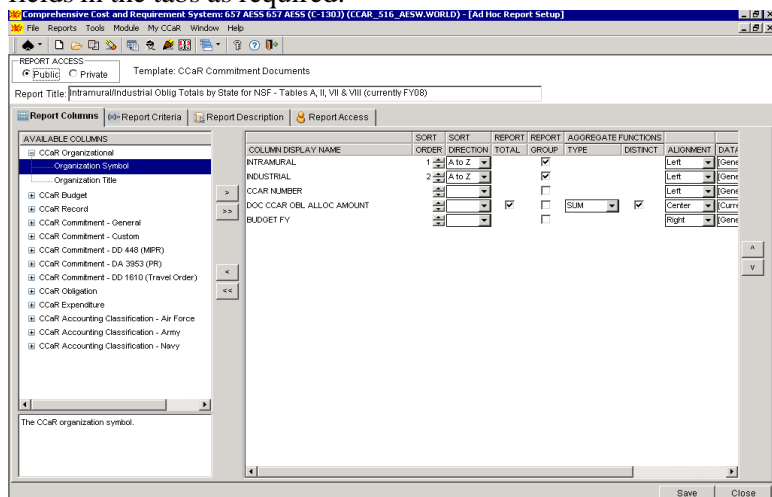 fields in the tabs as required.
Comprehensive Cost and Requirement System: 657 AESS 657 AESS (C-130J) (CCAR_516_AESW.WORLD) - [Ad Hoc Report Setup]
File Reports Tools Module My CCaR Window Help
REPORT ACCESS
Public Private Template: CCaR Commitment Documents
Report Title: Intramural/Industrial Oblig Totals by State for NSF - Tables A, II, VII & VIII (currently FY08)
Report Columns Report Criteria Report Description Report Access
AVAILABLE COLUMNS
CCaR Organizational
Organization Symbol
Organization Title
CCaR Budget
CCaR Record
CCaR Commitment - General
CCaR Commitment - Custom
CCaR Commitment - DD 448 (MIPR)
CCaR Commitment - DA 3953 (PR)
CCaR Commitment - DD 1610 (Travel Order)
CCaR Obligation
CCaR Expenditure
CCaR Accounting Classification - Air Force
CCaR Accounting Classification - Army
CCaR Accounting Classification - Navy
The CCaR organization symbol.
>
>>
<
<<
SORT SORT REPORT REPORT AGGREGATE FUNCTIONS
COLUMN DISPLAY NAME ORDER DIRECTION TOTAL GROUP TYPE DISTINCT ALIGNMENT DATA
INTRAMURAL 1 A to Z Left [Gene
INDUSTRIAL 2 A to Z Left [Gene
CCAR NUMBER Left [Gene
DOC CCAR OBL ALLOC AMOUNT SUM Center [Curre
BUDGET FY Right [Gene
^
v
Save Close